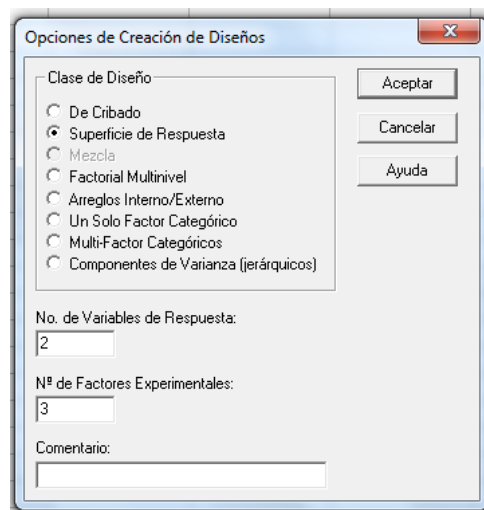 Opciones de Creación de Diseños
Clase de Diseño
De Cribado
Superficie de Respuesta
Mezcla
Factorial Multinivel
Arreglos Interno/Externo
Un Solo Factor Categórico
Multi-Factor Categóricos
Componentes de Varianza (jerárquicos)
Aceptar
Cancelar
Ayuda
No. de Variables de Respuesta:
2
Nº de Factores Experimentales:
3
Comentario: